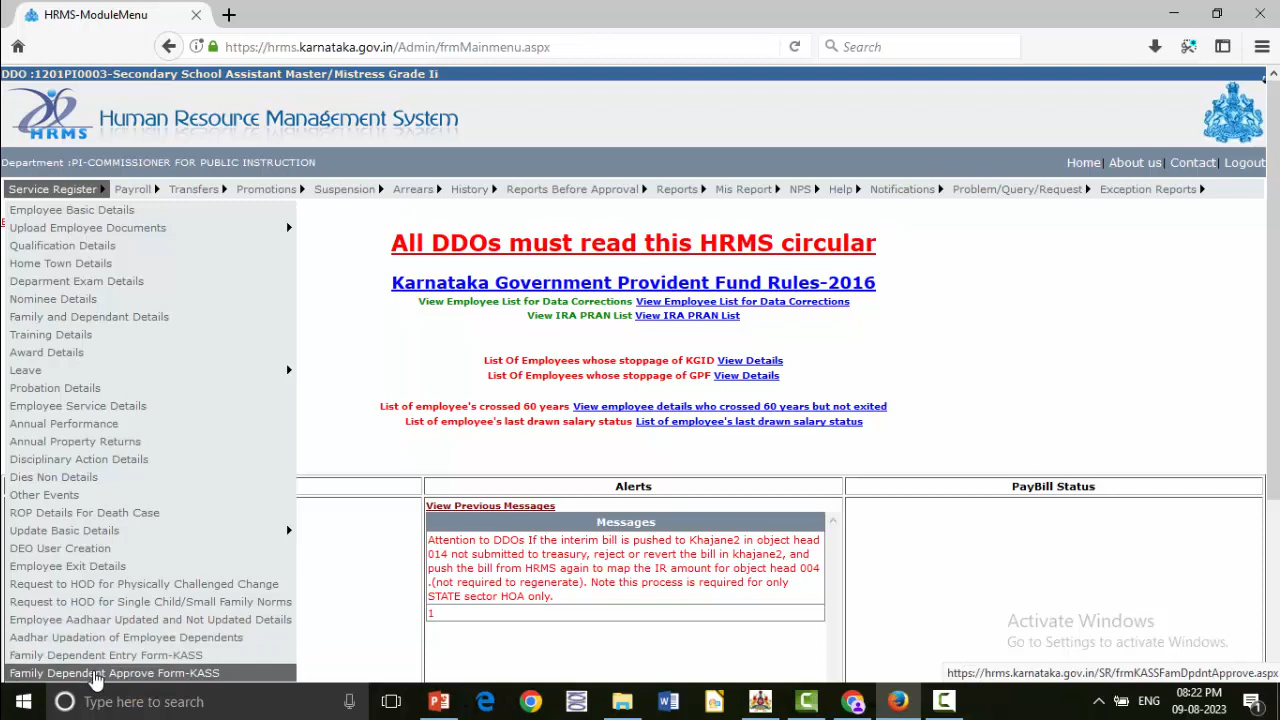 HRMS-ModuleMenu
https://hrms.karnataka.gov.in/Admin/frmMainmenu.aspx
Search
DDO :1201PI0003-Secondary School Assistant Master/Mistress Grade Ii
HRMS
Human Resource Management System
Department :PI-COMMISSIONER FOR PUBLIC INSTRUCTION
Home| About us| Contact| Logout
Service Register Payroll Transfers Promotions Suspension Arrears History Reports Before Approval Reports Mis Report NPS Help Notifications Problem/Query/Request Exception Reports
Employee Basic Details
Upload Employee Documents
Qualification Details
Home Town Details
Department Exam Details
Nominee Details
Family and Dependant Details
Training Details
Award Details
Leave
Probation Details
Employee Service Details
Annual Performance
Annual Property Returns
Disciplinary Action Details
Dies Non Details
Other Events
ROP Details For Death Case
Update Basic Details
DEO User Creation
Employee Exit Details
Request to HOD for Physically Challenged Change
Request to HOD for Single Child/Small Family Norms
Employee Aadhaar Updated and Not Updated Details
Aadhar Upadation of Employee Dependents
Family Dependent Entry Form-KASS
Family Dependent Approve Form-KASS
All DDOs must read this HRMS circular
Karnataka Government Provident Fund Rules-2016
View Employee List for Data Corrections View Employee List for Data Corrections
View IRA PRAN List View IRA PRAN List
List Of Employees whose stoppage of KGID View Details
List Of Employees whose stoppage of GPF View Details
List of employee's crossed 60 years View employee details who crossed 60 years but not exited
List of employee's last drawn salary status List of employee's last drawn salary status
Alerts
PayBill Status
View Previous Messages
Messages
Attention to DDOs If the interim bill is pushed to Khajane2 in object head
014 not submitted to treasury, reject or revert the bill in khajane2, and
push the bill from HRMS again to map the IR amount for object head 004
.(not required to regenerate). Note this process is required for only
STATE sector HOA only.
1
Activate Windows
Go to Settings to activate Windows.
https://hrms.karnataka.gov.in/SR/frmKASSFamDpdntApprove.aspx
Type here to search
ENG
08:22 PM
09-08-2023
1